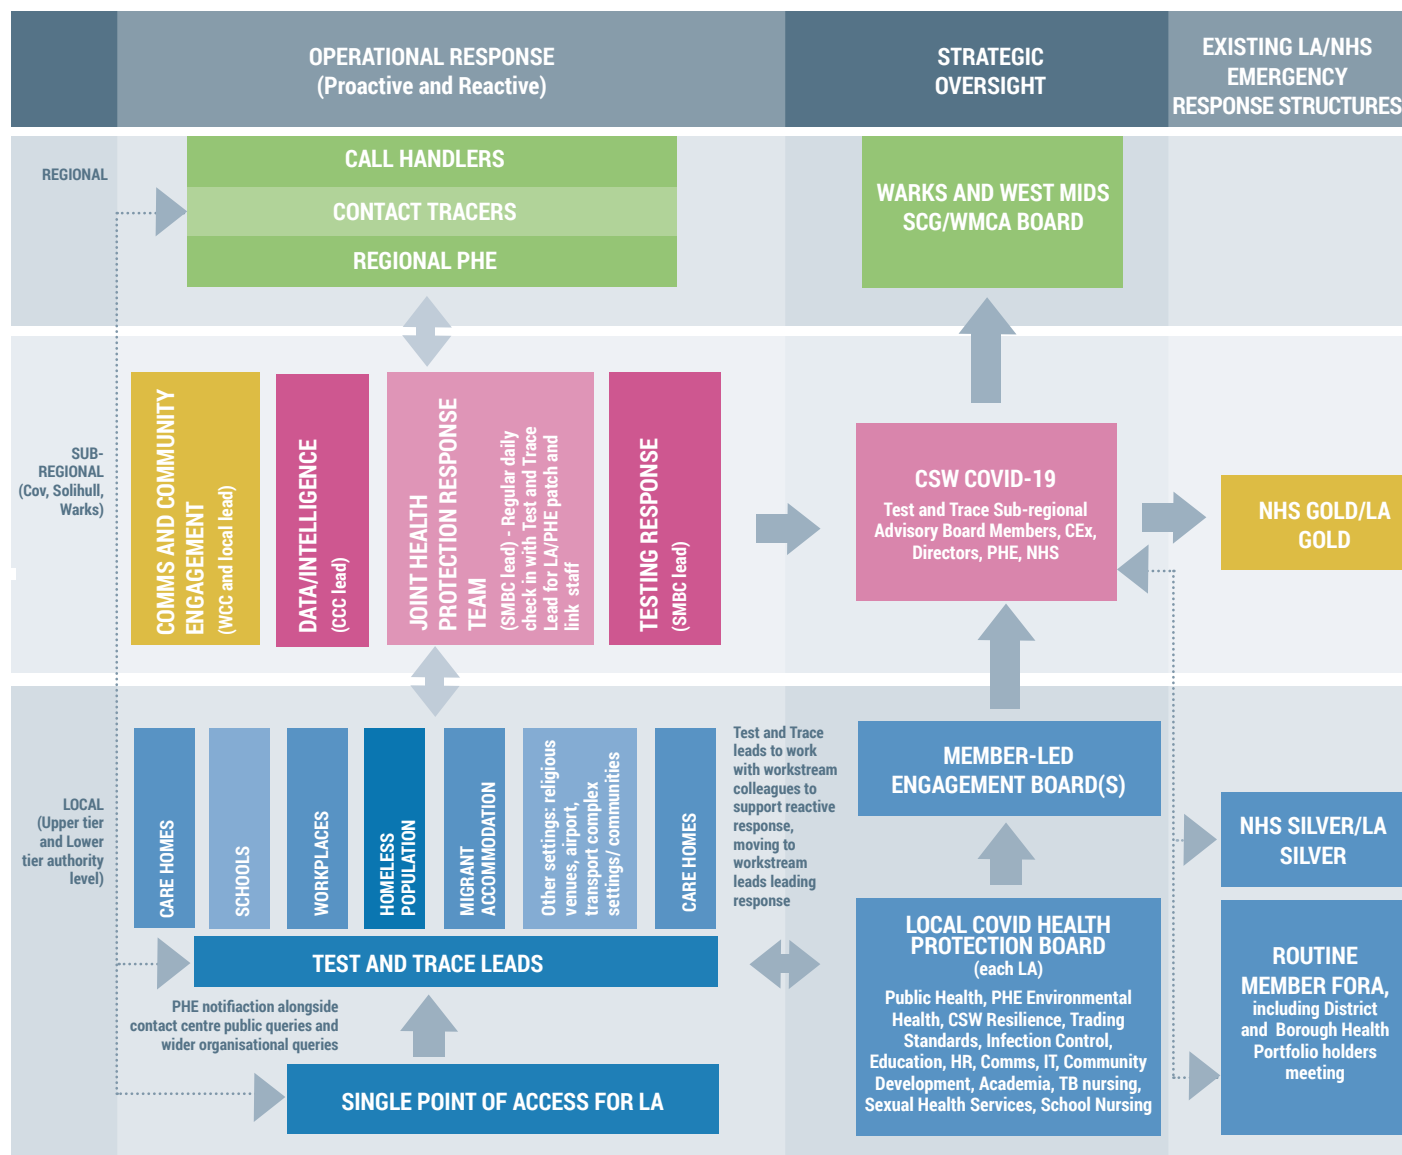 OPERATIONAL RESPONSE
(Proactive and Reactive)
STRATEGIC
OVERSIGHT
EXISTING LA/NHS
EMERGENCY
RESPONSE STRUCTURES
REGIONAL
CALL HANDLERS
CONTACT TRACERS
REGIONAL PHE
WARKS AND WEST MIDS
SCG/WMCA BOARD
SUB-
REGIONAL
(Cov, Solihull,
Warks)
COMMS AND COMMUNITY
ENGAGEMENT
(WCC and local lead)
DATA/INTELLIGENCE
(CCC lead)
JOINT HEALTH
PROTECTION RESPONSE
TEAM
(SMBC lead) - Regular daily
check in with Test and Trace
Lead for LA/PHE patch and
link staff
TESTING RESPONSE
(SMBC lead)
CSW COVID-19
Test and Trace Sub-regional
Advisory Board Members, CEx,
Directors, PHE, NHS
NHS GOLD/LA
GOLD
LOCAL
(Upper tier
and Lower
tier authority
level)
CARE HOMES
SCHOOLS
WORKPLACES
HOMELESS
POPULATION
MIGRANT
ACCOMMODATION
Other settings: religious
venues, airport,
transport complex
settings/ communities
CARE HOMES
Test and Trace
leads to work
with workstream
colleagues to
support reactive
response,
moving to
workstream
leads leading
response
MEMBER-LED
ENGAGEMENT BOARD(S)
NHS SILVER/LA
SILVER
TEST AND TRACE LEADS
PHE notifiaction alongside
contact centre public queries and
wider organisational queries
SINGLE POINT OF ACCESS FOR LA
LOCAL COVID HEALTH
PROTECTION BOARD
(each LA)
Public Health, PHE Environmental
Health, CSW Resilience, Trading
Standards, Infection Control,
Education, HR, Comms, IT, Community
Development, Academia, TB nursing,
Sexual Health Services, School Nursing
ROUTINE
MEMBER FORA,
including District
and Borough Health
Portfolio holders
meeting